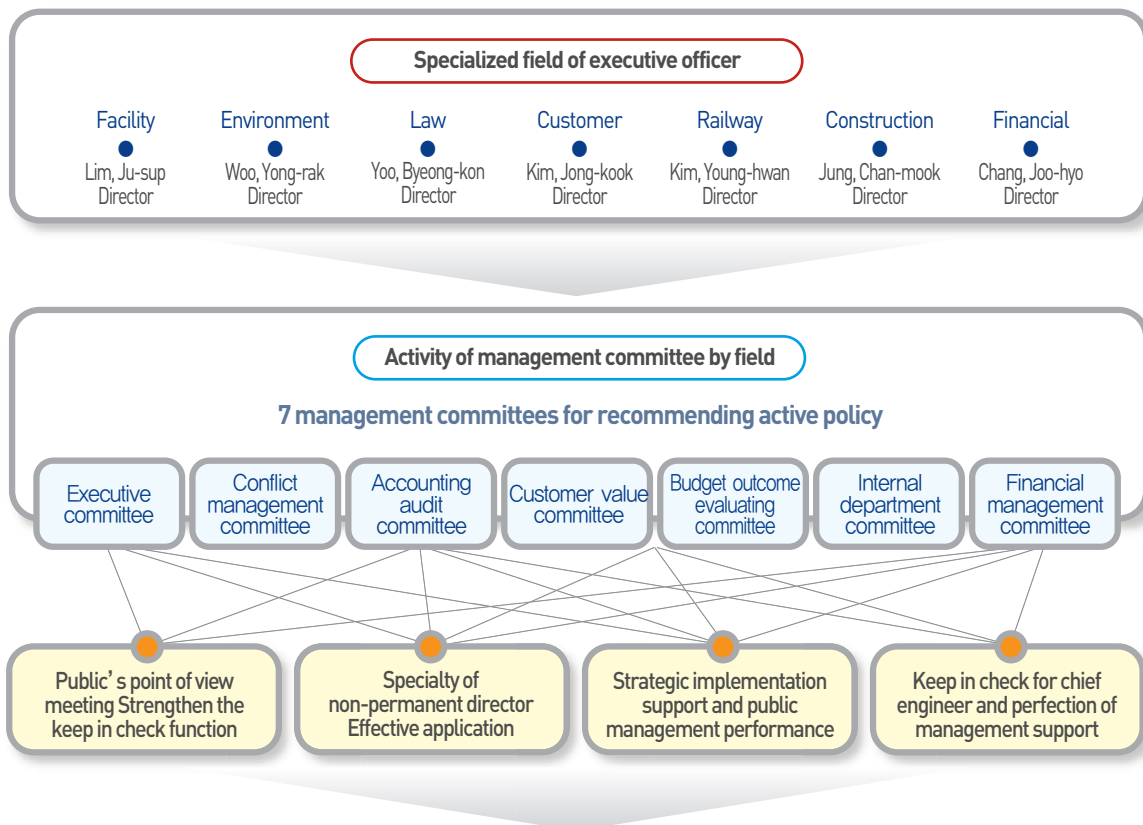 Specialized field of executive officer
Facility
Environment
Law
Customer
Railway
Construction
Financial
Lim, Ju-sup
Director
Woo, Yong-rak
Director
Yoo, Byeong-kon
Director
Kim, Jong-kook
Director
Kim, Young-hwan
Director
Jung, Chan-mook
Director
Chang, Joo-hyo
Director
Activity of management committee by field
7 management committees for recommending active policy
Executive
committee
Conflict
management
committee
Accounting
audit
committee
Customer value
committee
Budget outcome
evaluating
committee
Internal
department
committee
Financial
management
committee
Public's point of view
meeting Strengthen the
keep in check function
Specialty of
non-permanent director
Effective application
Strategic implementation
support and public
management performance
Keep in check for chief
engineer and perfection of
management support